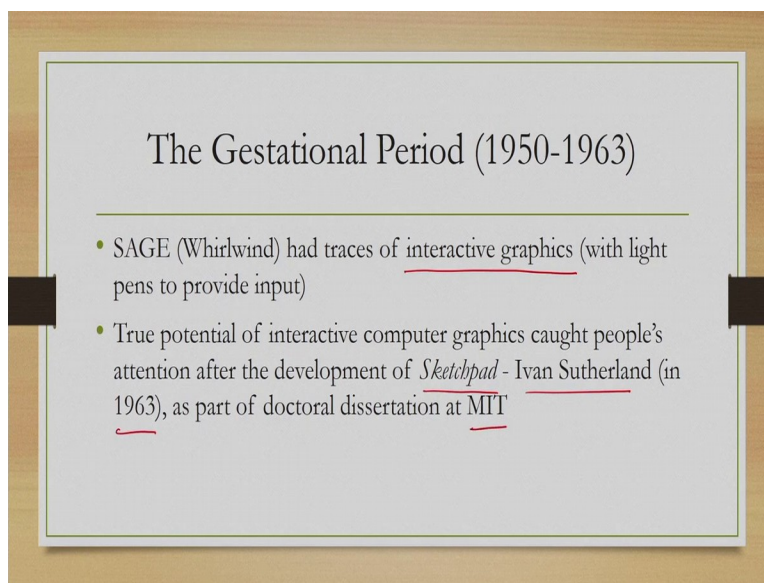 The Gestational Period (1950-1963)
• SAGE (Whirlwind) had traces of interactive graphics (with light
pens to provide input)
• True potential of interactive computer graphics caught people's
attention after the development of Sketchpad - Ivan Sutherland (in
1963), as part of doctoral dissertation at MIT